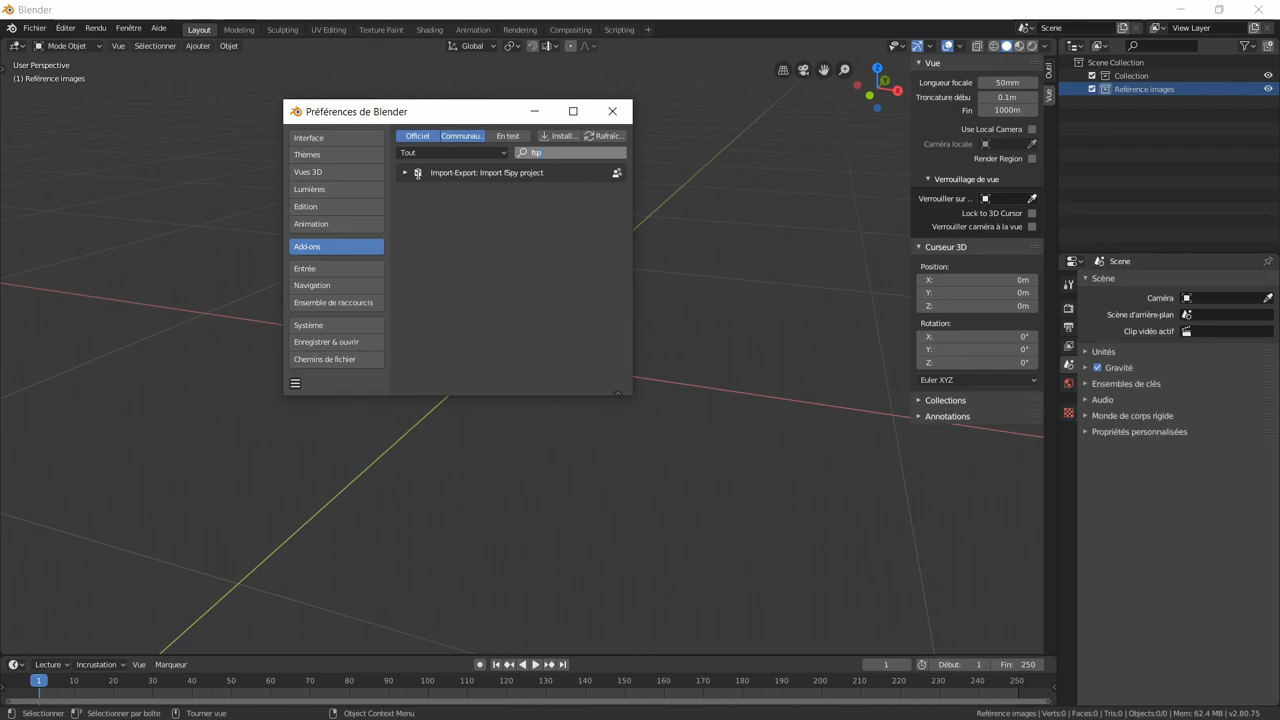 Blender
Fichier Éditer Rendu Fenêtre Aide Layout Modeling Sculpting UV Editing Texture Paint Shading Animation Rendering Compositing Scripting + Scene View Layer
Mode Objet Vue Sélectionner Ajouter Objet Global
User Perspective
(1) Reférence images
Préférences de Blender
Interface
Thèmes
Vues 3D
Lumières
Edition
Animation
Add-ons
Entrée
Navigation
Ensemble de raccourcis
Système
Enregistrer & ouvrir
Chemins de fichier
Officiel Communau.. En test Install... Rafraîc...
Tout fsp
Import-Export: Import fSpy project
Z
Y
X
Outil
Vue
Vue
Longueur focale 50mm
Troncature débu 0.1m
Fin 1000m
Use Local Camera
Caméra locale
Render Region
Verrouillage de vue
Verrouiller sur ..
Lock to 3D Cursor
Verrouiller caméra à la vue
Curseur 3D
Position:
X: 0m
Y: 0m
Z: 0m
Rotation:
X: 0°
Y: 0°
Z: 0°
Euler XYZ
Collections
Annotations
Scene Collection
Collection
Reférence images
Scene
Scène
Caméra
Scène d'arrière-plan
Clip vidéo actif
Unités
Gravité
Ensembles de clés
Audio
Monde de corps rigide
Propriétés personnalisées
Lecture Incrustation Vue Marqueur 1 Début: 1 Fin: 250
1 10 20 30 40 50 60 70 80 90 100 110 120 130 140 150 160 170 180 190 200 210 220 230 240 250
Sélectionner Sélectionner par boîte Tourner vue Object Context Menu Reférence images | Verts:0 | Faces:0 | Tris:0 | Objects:0/0 | Mem: 62.4 MB | v2.80.75